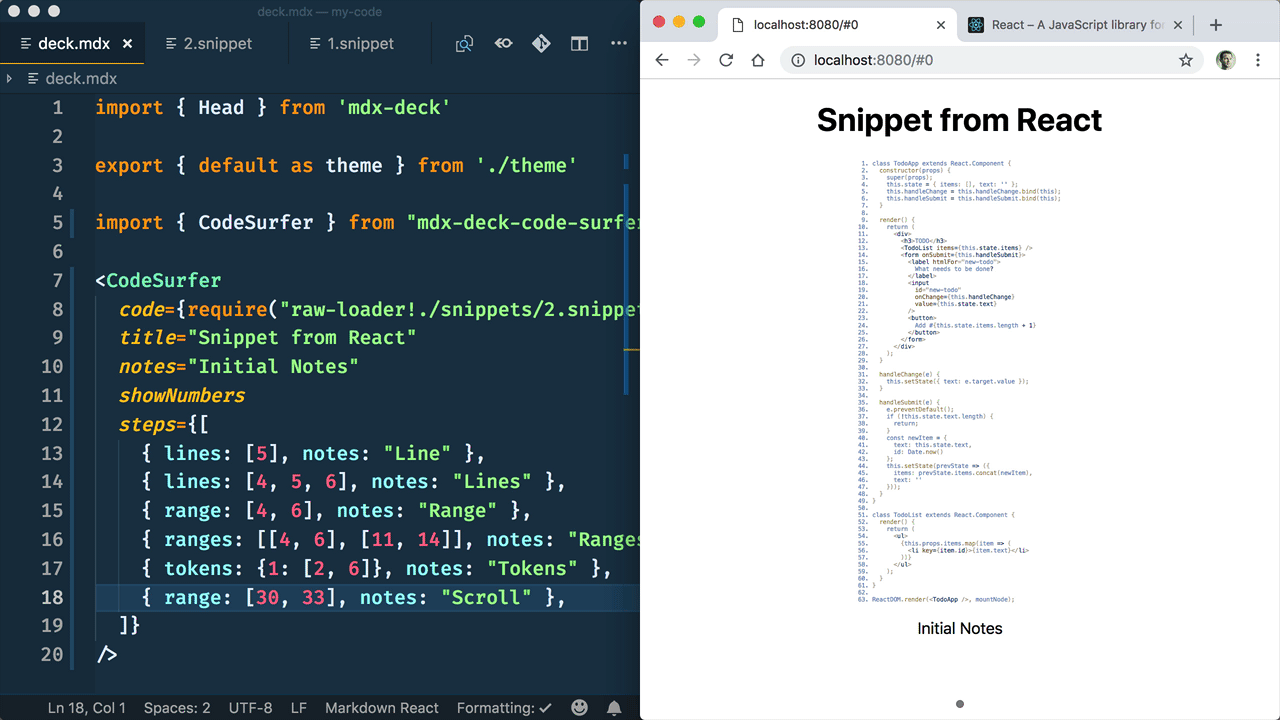 deck.mdx — my-code
deck.mdx ×
2.snippet
1.snippet
deck.mdx
1 import { Head } from 'mdx-deck'
2
3 export { default as theme } from './theme'
4
5 import { CodeSurfer } from "mdx-deck-code-surfer
6
7 <CodeSurfer
8 code={require("raw-loader!./snippets/2.snippet
9 title="Snippet from React"
10 notes="Initial Notes"
11 showNumbers
12 steps={[
13 { lines: [5], notes: "Line" },
14 { lines: [4, 5, 6], notes: "Lines" },
15 { range: [4, 6], notes: "Range" },
16 { ranges: [[4, 6], [11, 14]], notes: "Ranges
17 { tokens: {1: [2, 6]}, notes: "Tokens" },
18 { range: [30, 33], notes: "Scroll" },
19 ]}
20 />
Ln 18, Col 1 Spaces: 2 UTF-8 LF Markdown React Formatting: ✓
localhost:8080/#0 ×
React – A JavaScript library for ×
localhost:8080/#0
Snippet from React
1. class TodoApp extends React.Component {
2. constructor(props) {
3. super(props);
4. this.state = { items: [], text: '' };
5. this.handleChange = this.handleChange.bind(this);
6. this.handleSubmit = this.handleSubmit.bind(this);
7. }
8.
9. render() {
10. return (
11. <div>
12. <h3>TODO</h3>
13. <TodoList items={this.state.items} />
14. <form onSubmit={this.handleSubmit}>
15. <label htmlFor="new-todo">
16. What needs to be done?
17. </label>
18. <input
19. id="new-todo"
20. onChange={this.handleChange}
21. value={this.state.text}
22. />
23. <button>
24. Add #{this.state.items.length + 1}
25. </button>
26. </form>
27. </div>
28. );
29. }
30.
31. handleChange(e) {
32. this.setState({ text: e.target.value });
33. }
34.
35. handleSubmit(e) {
36. e.preventDefault();
37. if (!this.state.text.length) {
38. return;
39. }
40. const newItem = {
41. text: this.state.text,
42. id: Date.now()
43. };
44. this.setState(prevState => ({
45. items: prevState.items.concat(newItem),
46. text: ''
47. }));
48. }
49. }
50.
51. class TodoList extends React.Component {
52. render() {
53. return (
54. <ul>
55. {this.props.items.map(item => (
56. <li key={item.id}>{item.text}</li>
57. ))}
58. </ul>
59. );
60. }
61. }
62.
63. ReactDOM.render(<TodoApp />, mountNode);
Initial Notes